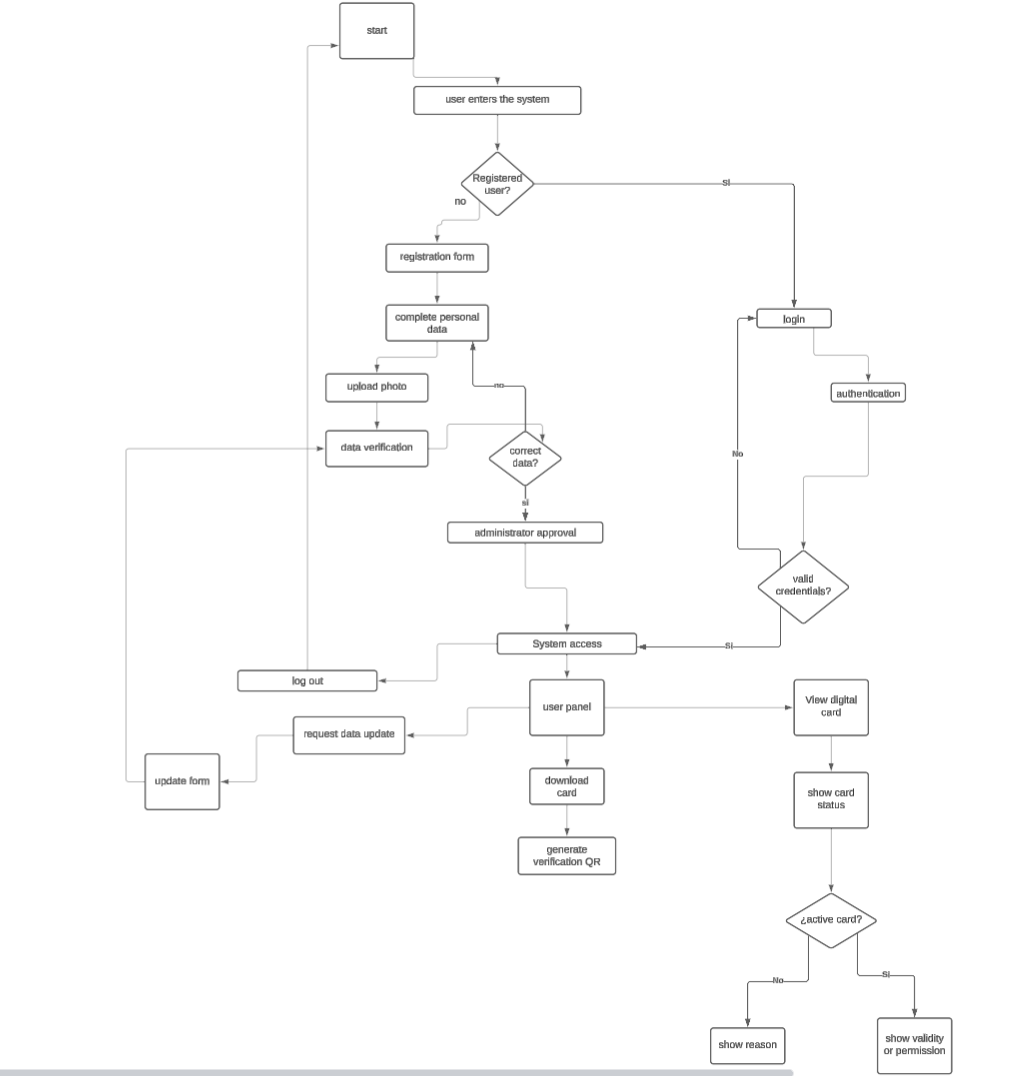 start
user enters the system
Registered
user?
Si
no
registration form
complete personal
data
login
upload photo
no
authentication
data verification
correct
data?
No
si
administrator approval
valid
credentials?
System access
Si
log out
user panel
View digital
card
request data update
update form
download
card
show card
status
generate
verification QR
¿active card?
No
Si
show reason
show validity
or permission